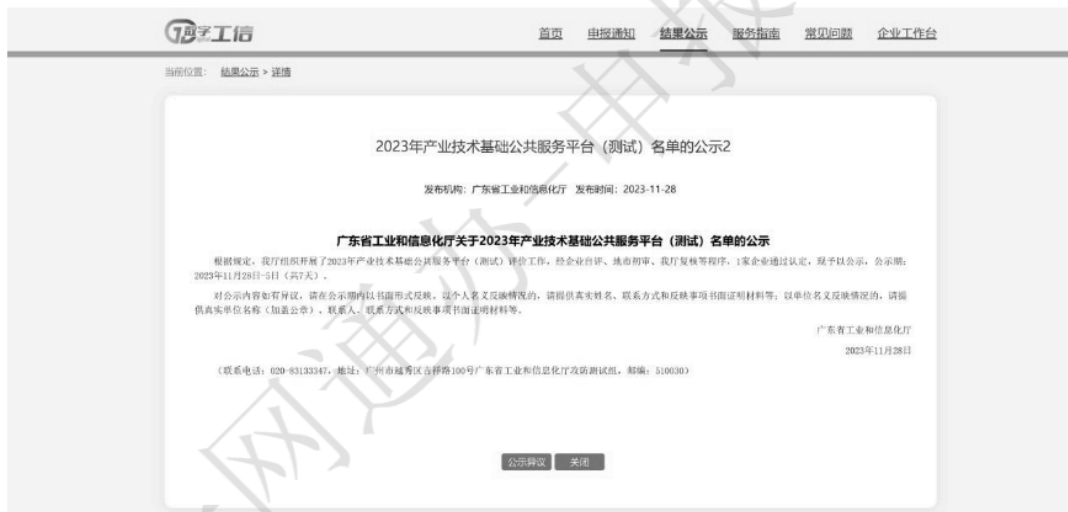 数字工信
首页 申报通知 结果公示 服务指南 常见问题 企业工作台
当前位置: 结果公示 > 详情
2023年产业技术基础公共服务平台（测试）名单的公示2
发布机构：广东省工业和信息化厅 发布时间：2023-11-28
广东省工业和信息化厅关于2023年产业技术基础公共服务平台（测试）名单的公示
根据规定，我厅组织开展了2023年产业技术基础公共服务平台（测试）评价工作，经企业自评、地市初审、我厅复核等程序，1家企业通过认定，现予以公示，公示期：
2023年11月28日-5日（共7天）。
对公示内容如有异议，请在公示期内以书面形式反映。以个人名义反映情况的，请提供真实姓名、联系方式和反映事项书面证明材料等；以单位名义反映情况的，请提
供真实单位名称（加盖公章）、联系人、联系方式和反映事项书面证明材料等。
广东省工业和信息化厅
2023年11月28日
（联系电话：020-83133347，地址：广州市越秀区吉祥路100号广东省工业和信息化厅攻防测试组，邮编：510030）
公示异议 关闭
网通办-申报